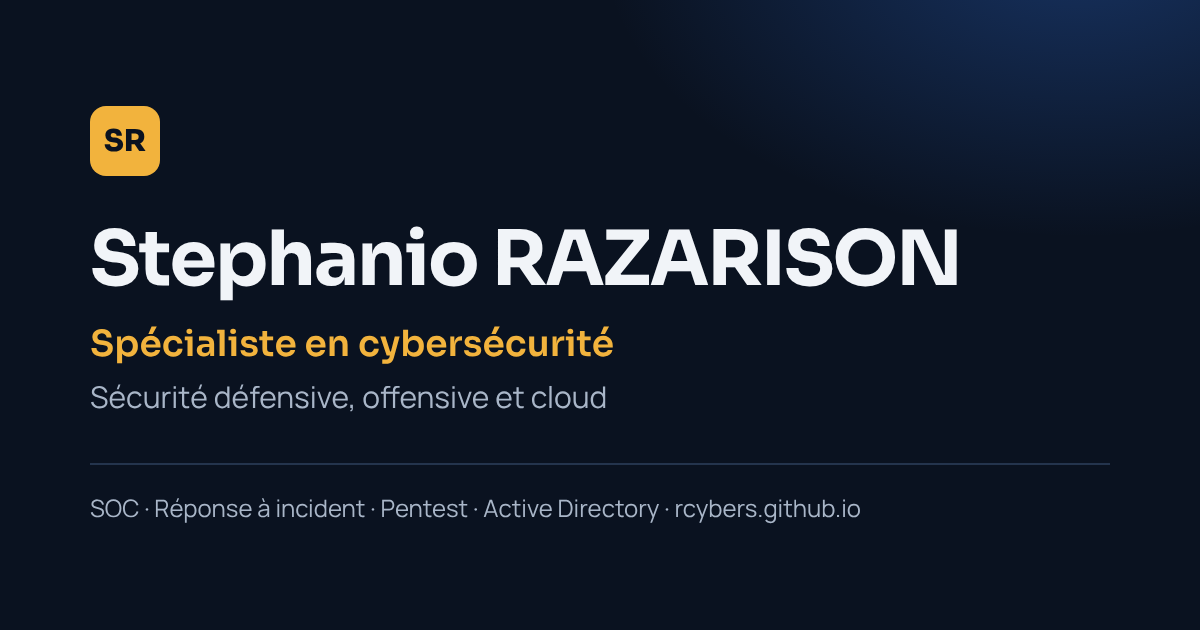 SR
Stephanio RAZARISON
Spécialiste en cybersécurité
Sécurité défensive, offensive et cloud
SOC · Réponse à incident · Pentest · Active Directory · rcybers.github.io